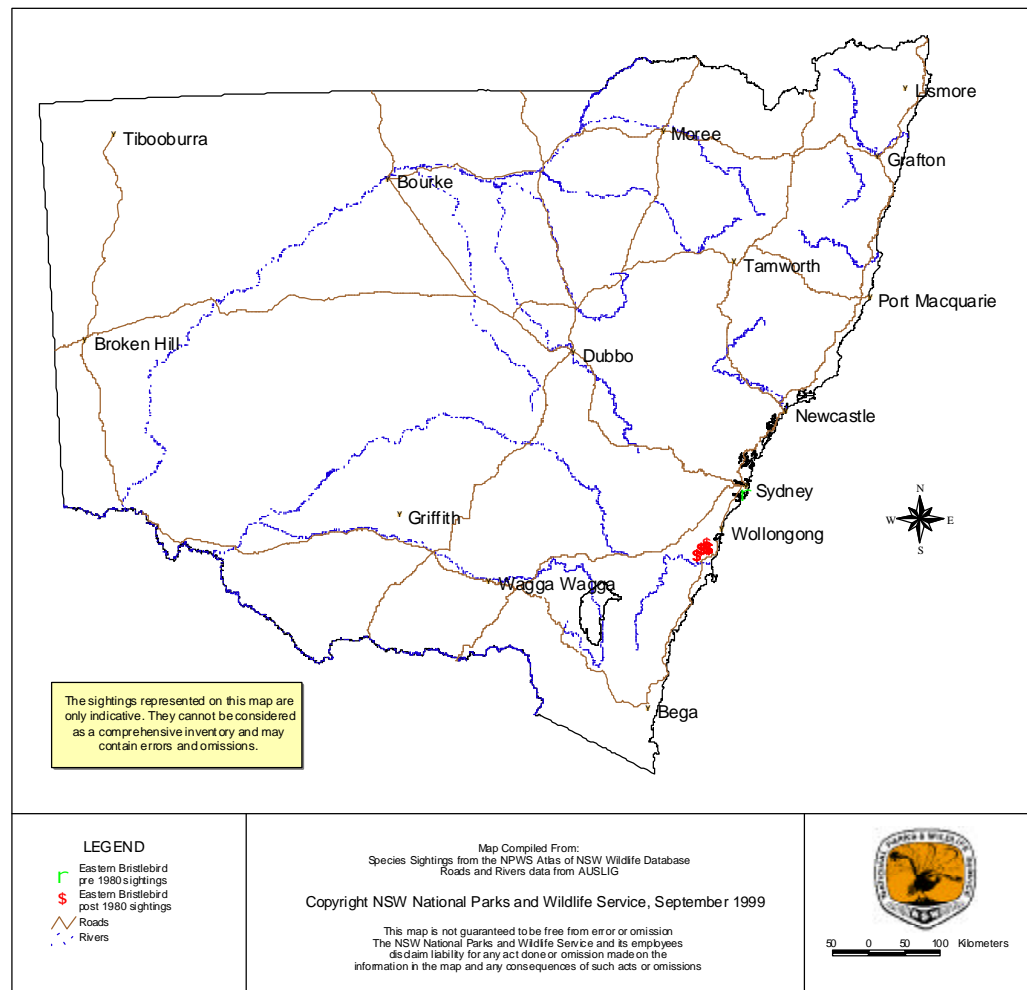 Lismore
Tibooburra
Moree
Grafton
Bourke
Tamworth
Port Macquarie
Broken Hill
Dubbo
Newcastle
Sydney
Griffith
Wollongong
Wagga Wagga
Bega
N
W E
S
The sightings represented on this map are
only indicative. They cannot be considered
as a comprehensive inventory and may
contain errors and omissions.
LEGEND
Eastern Bristlebird
pre 1980 sightings
$ Eastern Bristlebird
post 1980 sightings
Roads
Rivers
Map Compiled From:
Species Sightings from the NPWS Atlas of NSW Wildlife Database
Roads and Rivers data from AUSLIG
Copyright NSW National Parks and Wildlife Service, September 1999
This map is not guaranteed to be free from error or omission
The NSW National Parks and Wildlife Service and its employees
disclaim liability for any act done or omission made on the
information in the map and any consequences of such acts or omissions
NATIONAL PARKS & WILDLIFE SERVICE
50 0 50 100 Kilometers